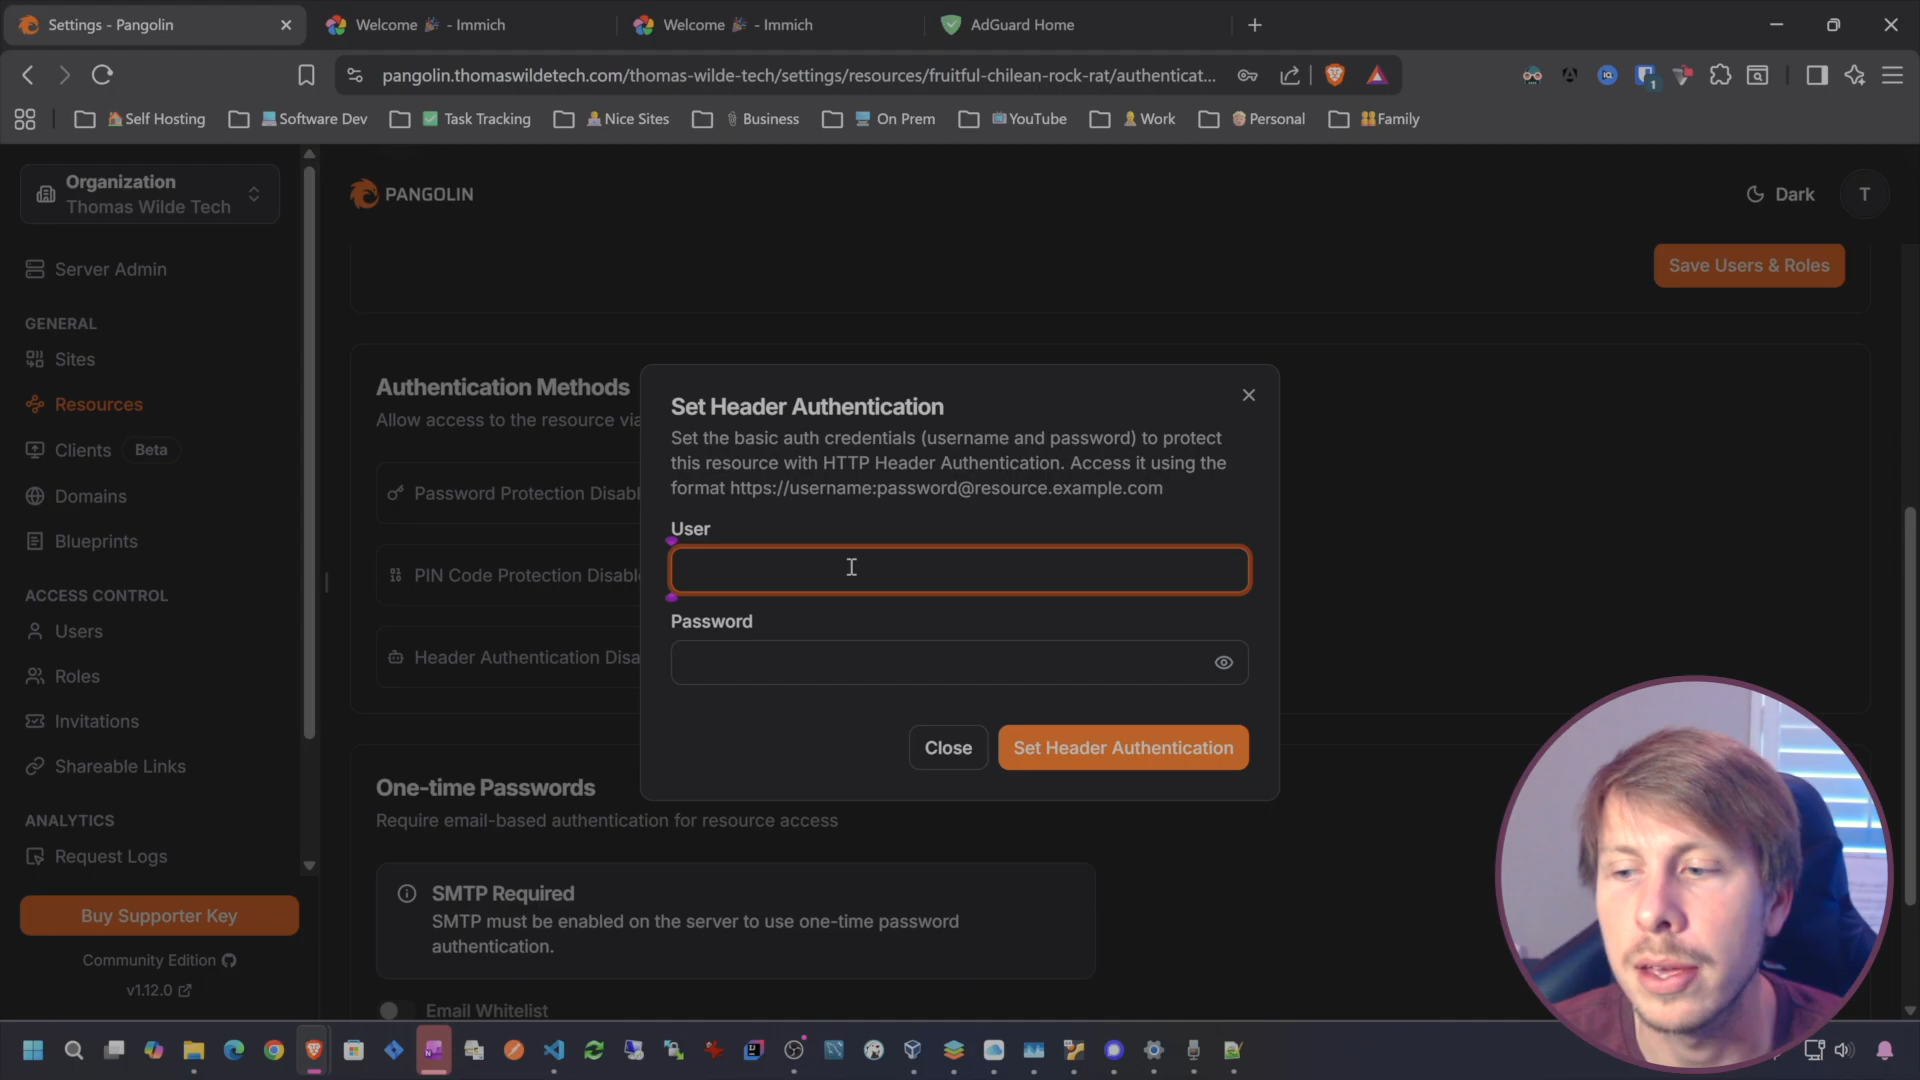 Settings - Pangolin
Welcome 🎉 - Immich
Welcome 🎉 - Immich
AdGuard Home
pangolin.thomaswildetech.com/thomas-wilde-tech/settings/resources/fruitful-chilean-rock-rat/authenticat...
1
Self Hosting
Software Dev
Task Tracking
Nice Sites
Business
On Prem
YouTube
Work
Personal
Family
Organization
Thomas Wilde Tech
PANGOLIN
Dark
T
Server Admin
GENERAL
Sites
Resources
Clients
Beta
Domains
Blueprints
ACCESS CONTROL
Users
Roles
Invitations
Shareable Links
ANALYTICS
Request Logs
Buy Supporter Key
Community Edition
v1.12.0
Save Users & Roles
Authentication Methods
Allow access to the resource via
Password Protection Disabl
PIN Code Protection Disabl
Header Authentication Disa
Set Header Authentication
Set the basic auth credentials (username and password) to protect
this resource with HTTP Header Authentication. Access it using the
format https://username:password@resource.example.com
User
Password
Close
Set Header Authentication
One-time Passwords
Require email-based authentication for resource access
SMTP Required
SMTP must be enabled on the server to use one-time password
authentication.
Email Whitelist